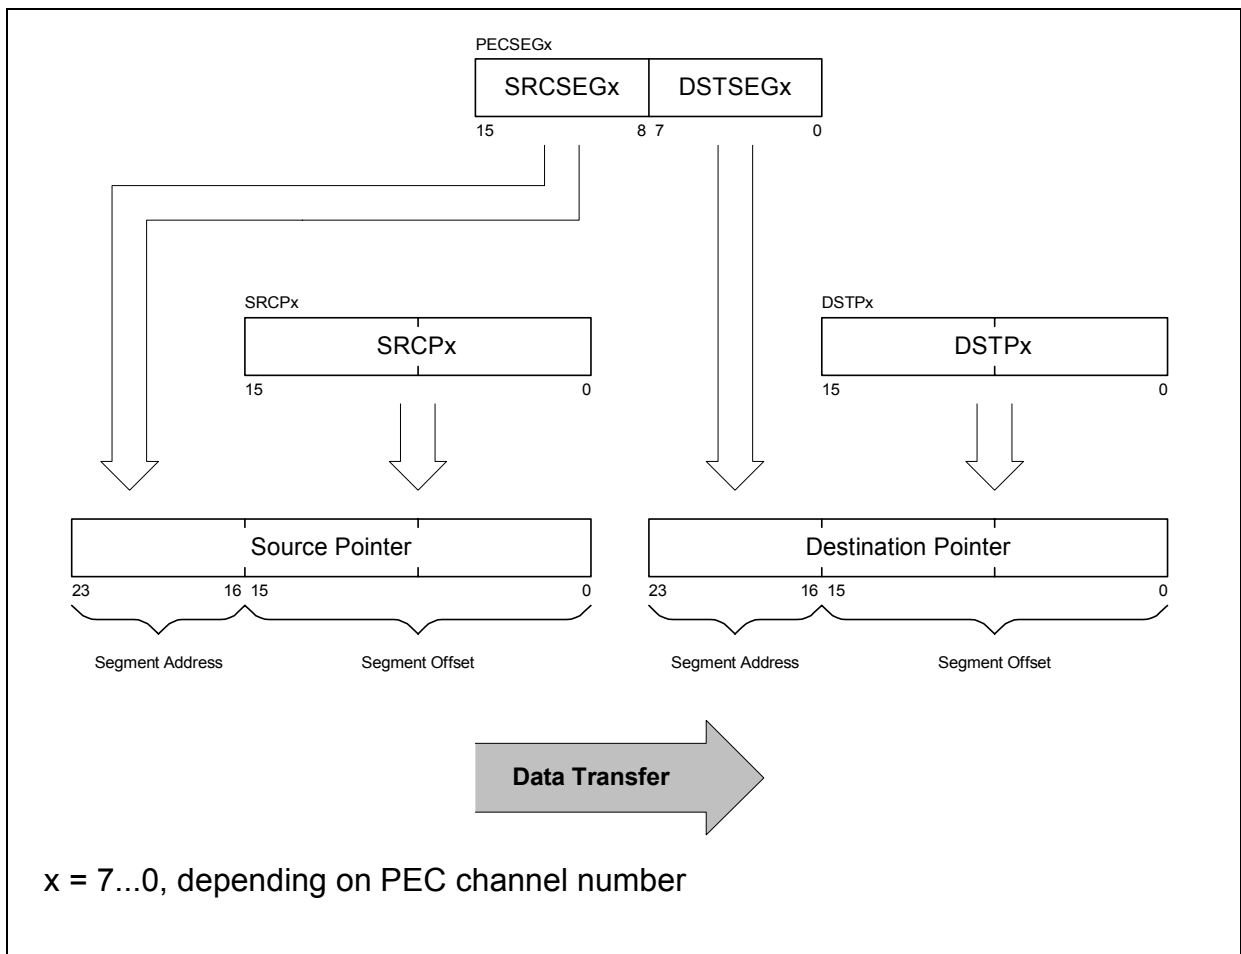 PECSEGx
SRCSEGx DSTSEGx
15 8 7 0
SRCPx DSTPx
SRCPx DSTPx
15 0 15 0
Source Pointer Destination Pointer
23 16 15 0 23 16 15 0
Segment Address Segment Offset Segment Address Segment Offset
Data Transfer
x = 7...0, depending on PEC channel number